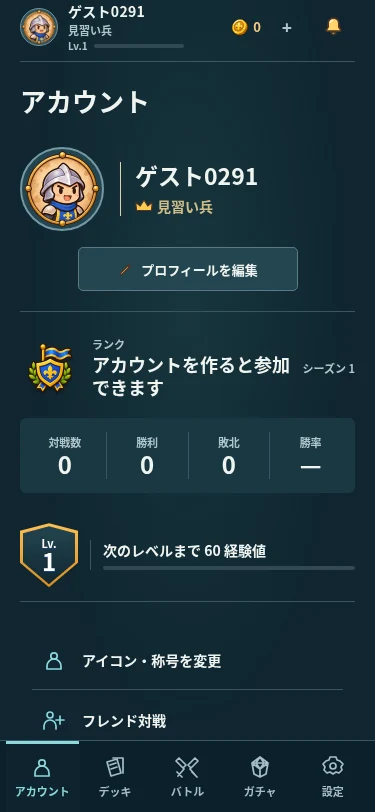 ゲスト0291
見習い兵
Lv.1
0
+
アカウント
ゲスト0291
見習い兵
プロフィールを編集
ランク
アカウントを作ると参加
できます
シーズン 1
対戦数 勝利 敗北 勝率
0 0 0 —
Lv.
1
次のレベルまで 60 経験値
アイコン・称号を変更
フレンド対戦
アカウント デッキ バトル ガチャ 設定